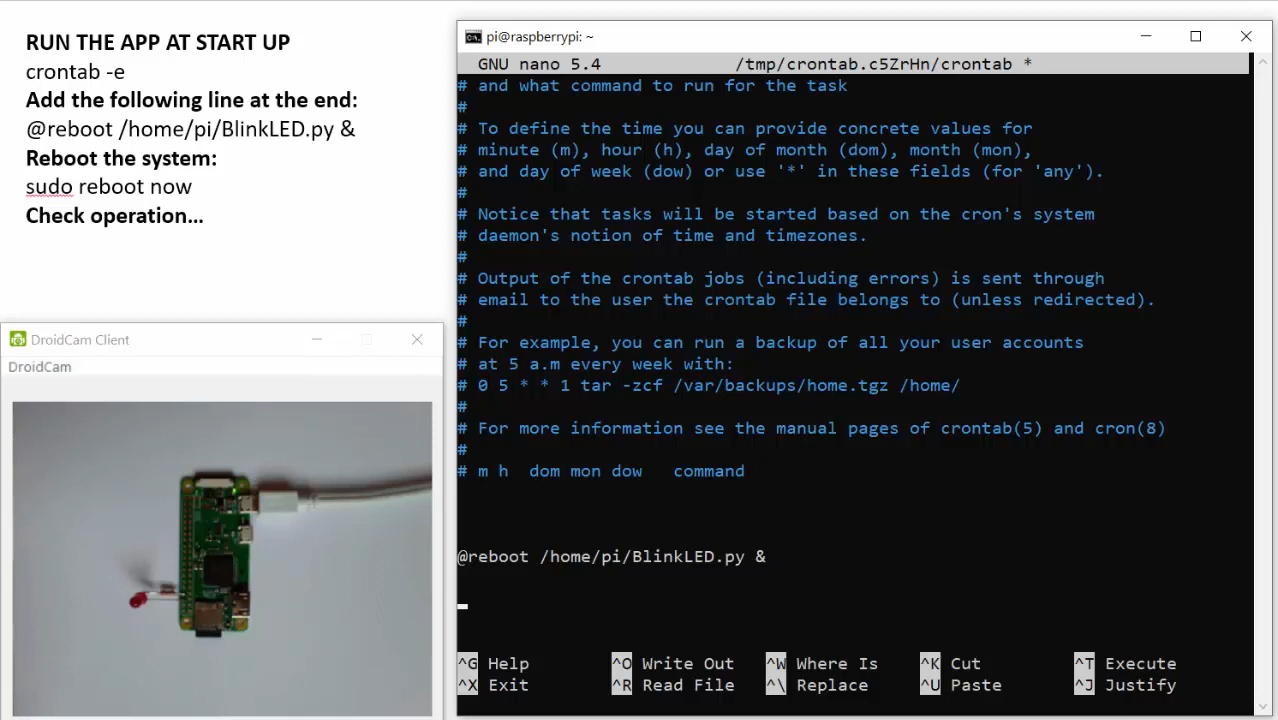 RUN THE APP AT START UP
crontab -e
Add the following line at the end:
@reboot /home/pi/BlinkLED.py &
Reboot the system:
sudo reboot now
Check operation...
DroidCam Client
DroidCam
pi@raspberrypi: ~
GNU nano 5.4 /tmp/crontab.c5ZrHn/crontab *
# and what command to run for the task
#
# To define the time you can provide concrete values for
# minute (m), hour (h), day of month (dom), month (mon),
# and day of week (dow) or use '*' in these fields (for 'any').
#
# Notice that tasks will be started based on the cron's system
# daemon's notion of time and timezones.
#
# Output of the crontab jobs (including errors) is sent through
# email to the user the crontab file belongs to (unless redirected).
#
# For example, you can run a backup of all your user accounts
# at 5 a.m every week with:
# 0 5 * * 1 tar -zcf /var/backups/home.tgz /home/
#
# For more information see the manual pages of crontab(5) and cron(8)
#
# m h  dom mon dow   command
@reboot /home/pi/BlinkLED.py &
^G Help ^O Write Out ^W Where Is ^K Cut ^T Execute
^X Exit ^R Read File ^\ Replace ^U Paste ^J Justify